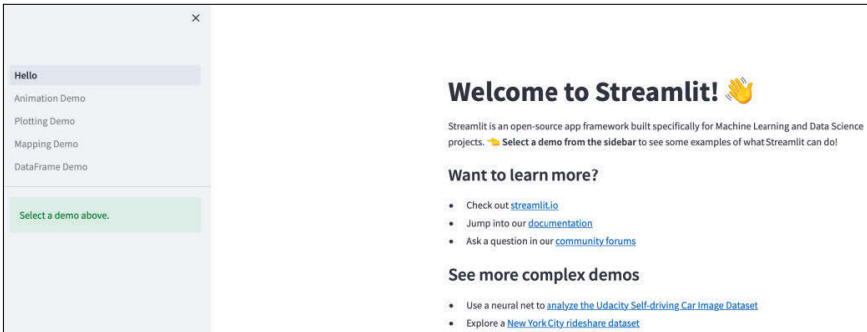 Hello
Animation Demo
Plotting Demo
Mapping Demo
DataFrame Demo
Select a demo above.
Welcome to Streamlit! 👋
Streamlit is an open-source app framework built specifically for Machine Learning and Data Science
projects. 👈 Select a demo from the sidebar to see some examples of what Streamlit can do!
Want to learn more?
• Check out streamlit.io
• Jump into our documentation
• Ask a question in our community forums
See more complex demos
• Use a neural net to analyze the Udacity Self-driving Car Image Dataset
• Explore a New York City rideshare dataset